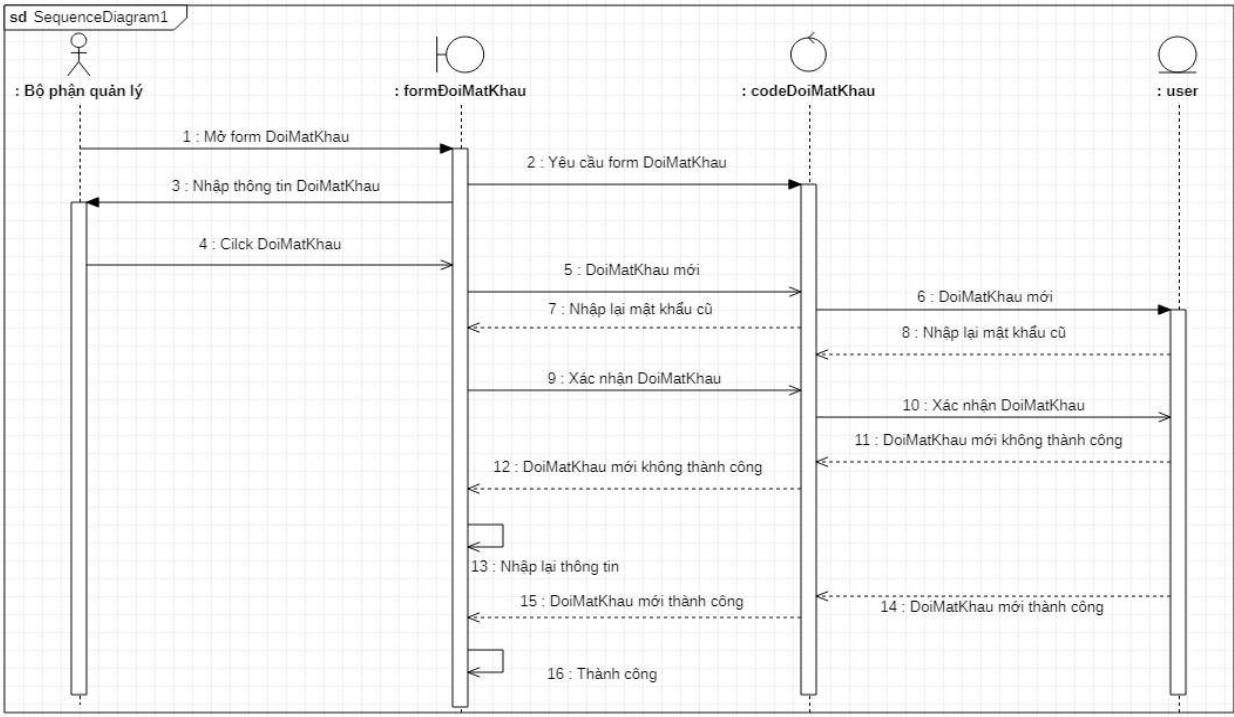 sd SequenceDiagram1
: Bộ phận quản lý
: formĐoiMatKhau
: codeDoiMatKhau
: user
1 : Mở form DoiMatKhau
2 : Yêu cầu form DoiMatKhau
3 : Nhập thông tin DoiMatKhau
4 : Cilck DoiMatKhau
5 : DoiMatKhau mới
6 : DoiMatKhau mới
7 : Nhập lại mật khẩu cũ
8 : Nhập lại mật khẩu cũ
9 : Xác nhận DoiMatKhau
10 : Xác nhận DoiMatKhau
11 : DoiMatKhau mới không thành công
12 : DoiMatKhau mới không thành công
13 : Nhập lại thông tin
15 : DoiMatKhau mới thành công
14 : DoiMatKhau mới thành công
16 : Thành công